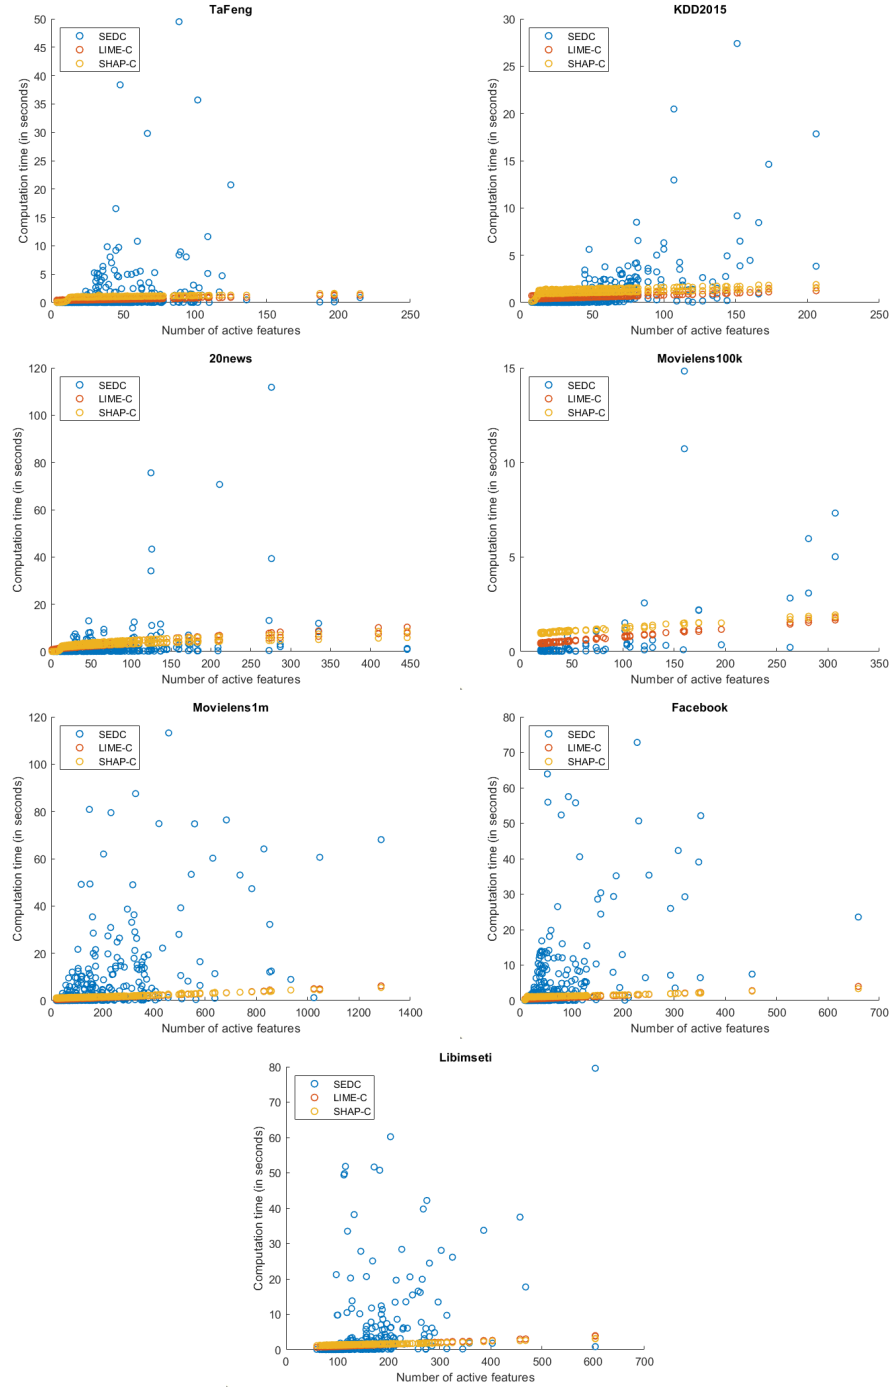 TaFeng
SEDC
LIME-C
SHAP-C
Computation time (in seconds)
50
45
40
35
30
25
20
15
10
5
0
0
50
100
150
200
250
Number of active features
KDD2015
SEDC
LIME-C
SHAP-C
Computation time (in seconds)
30
25
20
15
10
5
0
0
50
100
150
200
250
Number of active features
20news
SEDC
LIME-C
SHAP-C
Computation time (in seconds)
120
100
80
60
40
20
0
0
50
100
150
200
250
300
350
400
450
Number of active features
Movielens100k
SEDC
LIME-C
SHAP-C
Computation time (in seconds)
15
10
5
0
0
50
100
150
200
250
300
350
Number of active features
Movielens1m
SEDC
LIME-C
SHAP-C
Computation time (in seconds)
120
100
80
60
40
20
0
0
200
400
600
800
1000
1200
1400
Number of active features
Facebook
SEDC
LIME-C
SHAP-C
Computation time (in seconds)
80
70
60
50
40
30
20
10
0
0
100
200
300
400
500
600
700
Number of active features
Libimseti
SEDC
LIME-C
SHAP-C
Computation time (in seconds)
80
70
60
50
40
30
20
10
0
0
100
200
300
400
500
600
700
Number of active features